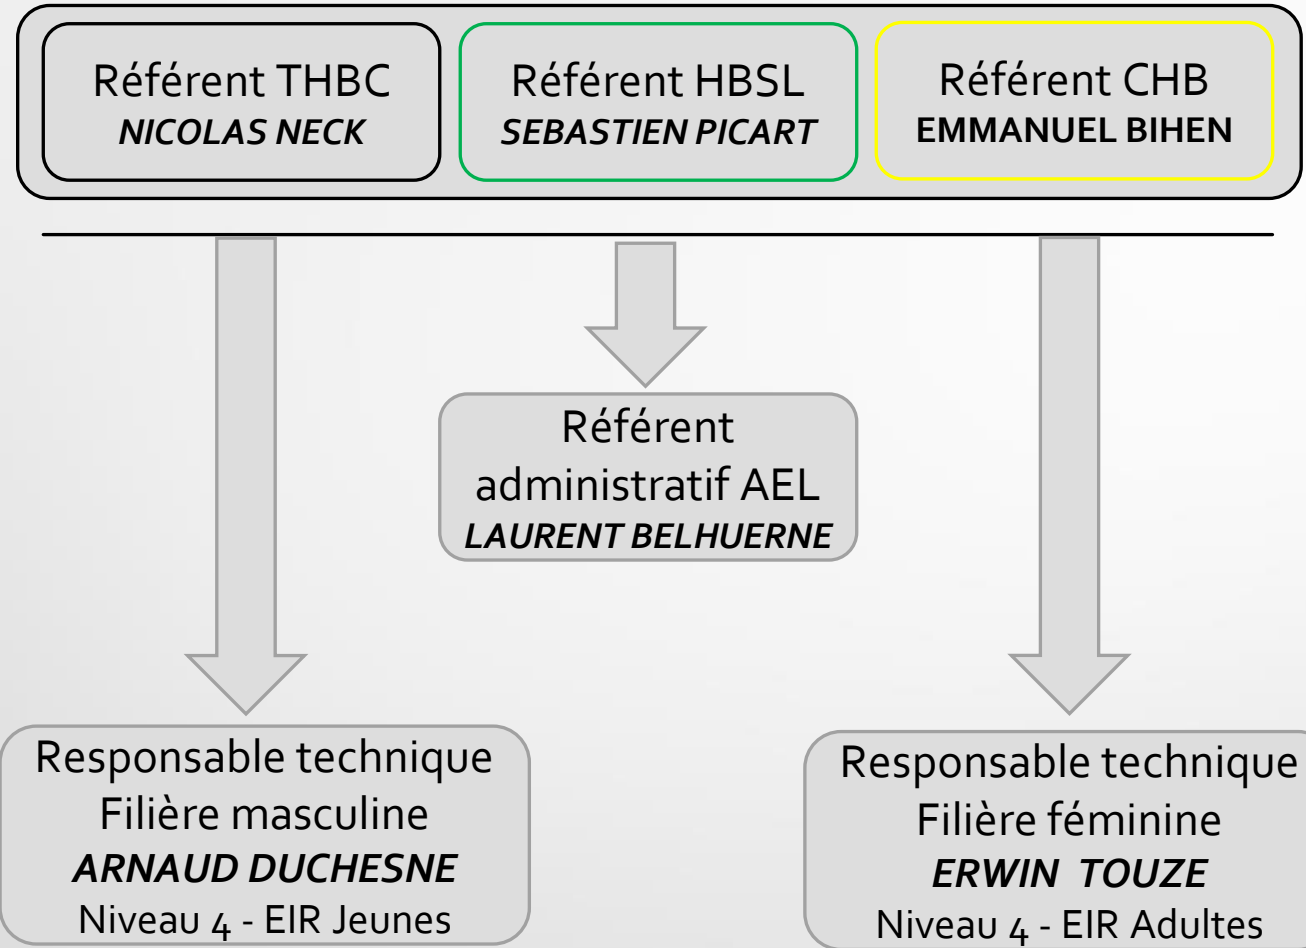 Référent THBC
NICOLAS NECK
Référent HBSL
SEBASTIEN PICART
Référent CHB
EMMANUEL BIHEN
Référent
administratif AEL
LAURENT BELHUERNE
Responsable technique
Filière masculine
ARNAUD DUCHESNE
Niveau 4 - EIR Jeunes
Responsable technique
Filière féminine
ERWIN TOUZE
Niveau 4 - EIR Adultes